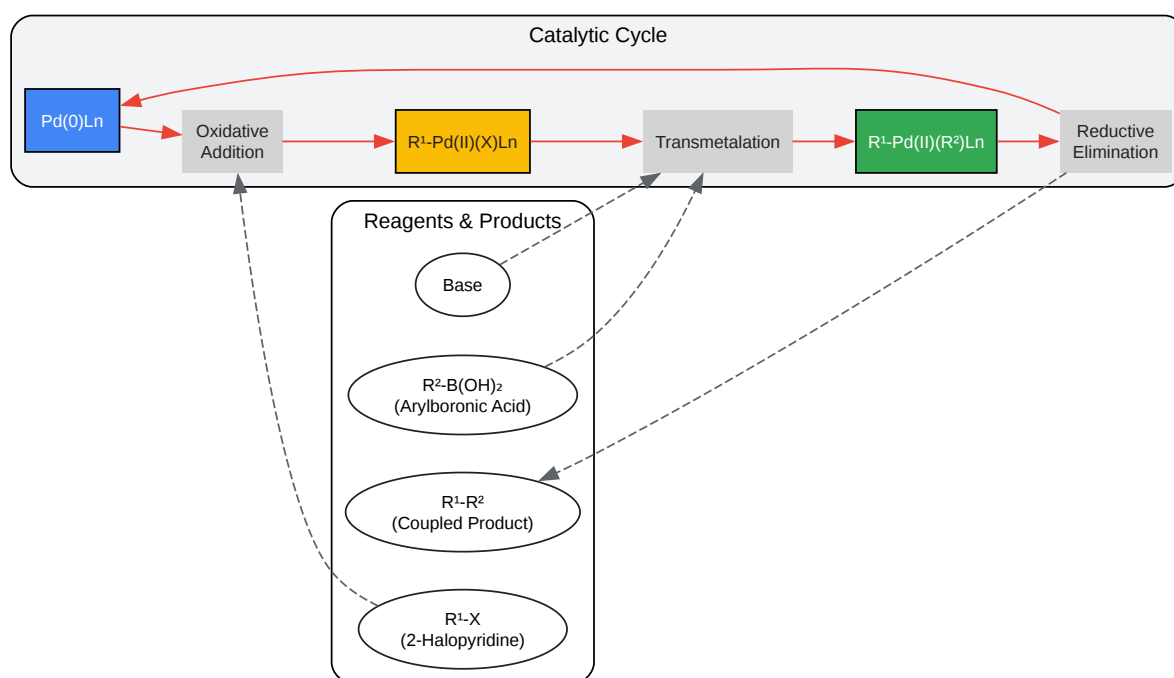 Catalytic Cycle
Pd(0)Ln
Oxidative
Addition
R¹-Pd(II)(X)Ln
Transmetalation
R¹-Pd(II)(R²)Ln
Reductive
Elimination
Reagents & Products
Base
R²-B(OH)₂
(Arylboronic Acid)
R¹-R²
(Coupled Product)
R¹-X
(2-Halopyridine)